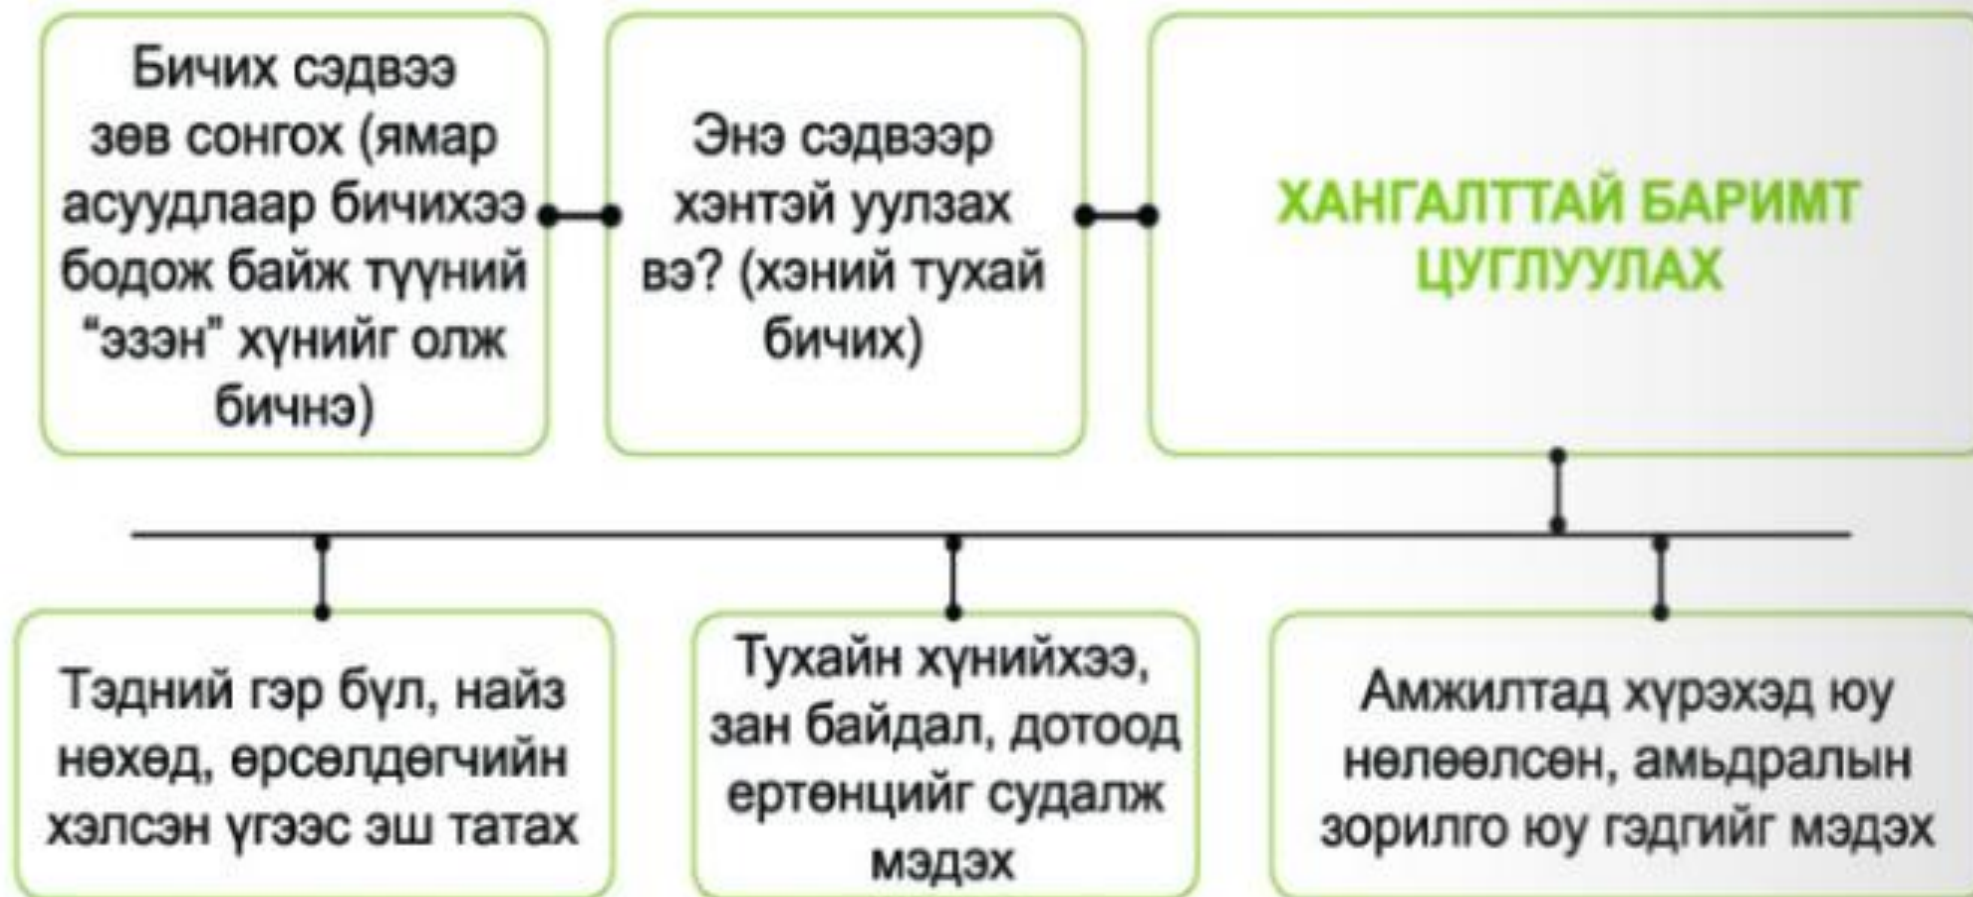 Бичих сэдвээ
зөв сонгох (ямар
асуудлаар бичихээ
бодож байж түүний
“эзэн” хүнийг олж
бичнэ)
Энэ сэдвээр
хэнтэй уулзах
вэ? (хэний тухай
бичих)
ХАНГАЛТТАЙ БАРИМТ
ЦУГЛУУЛАХ
Тэдний гэр бүл, найз
нөхөд, өрсөлдөгчийн
хэлсэн үгээс эш татах
Тухайн хүнийхээ,
зан байдал, дотоод
ертөнцийг судалж
мэдэх
Амжилтад хүрэхэд юу
нөлөөлсөн, амьдралын
зорилго юу гэдгийг мэдэх